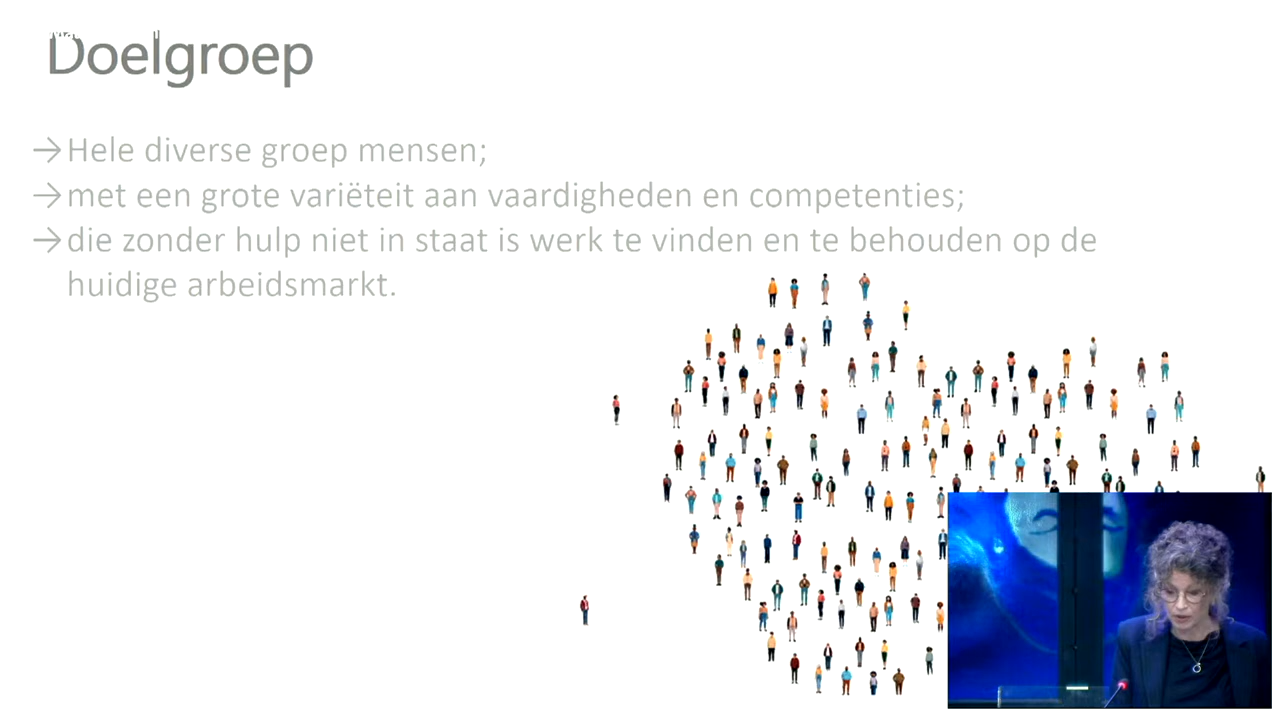 Doelgroep
→Hele diverse groep mensen;
→met een grote variëteit aan vaardigheden en competenties;
→die zonder hulp niet in staat is werk te vinden en te behouden op de
huidige arbeidsmarkt.